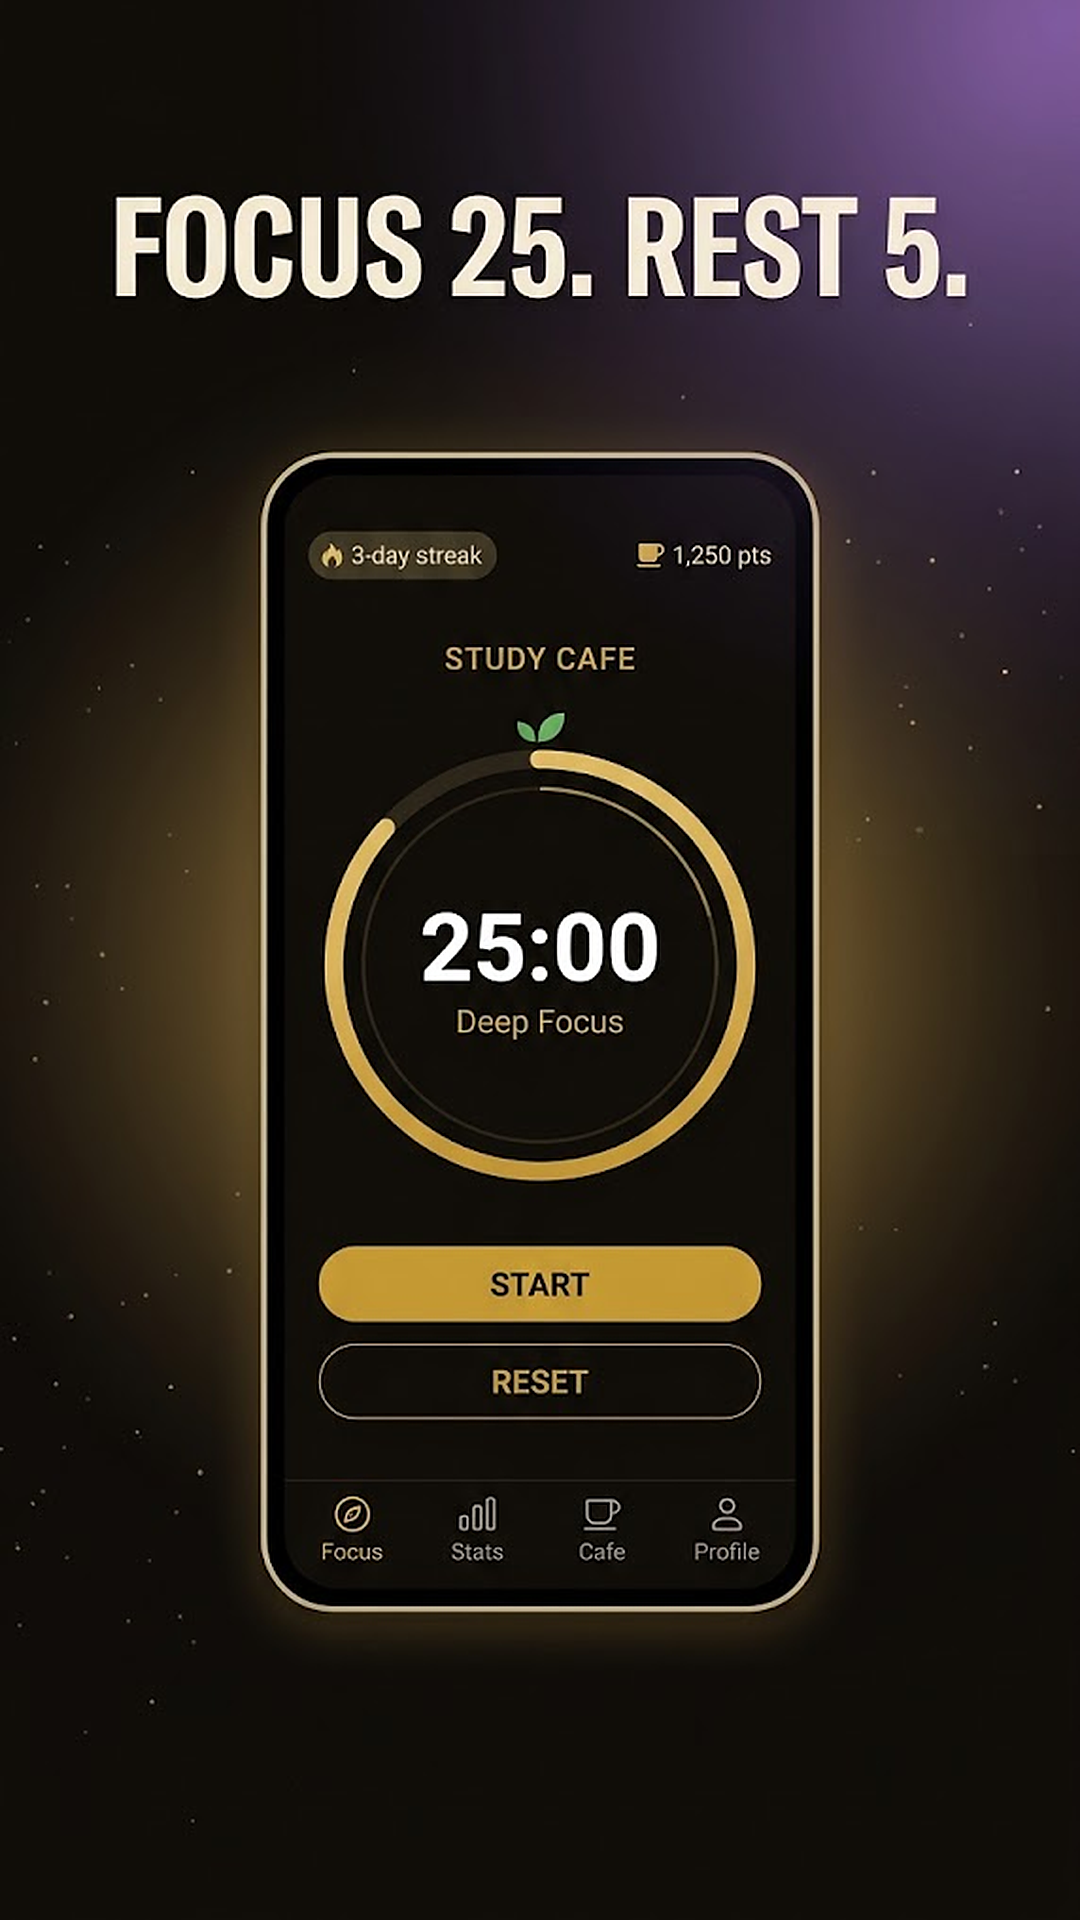 FOCUS 25. REST 5.
3-day streak
1,250 pts
STUDY CAFE
25:00
Deep Focus
START
RESET
Focus
Stats
Cafe
Profile